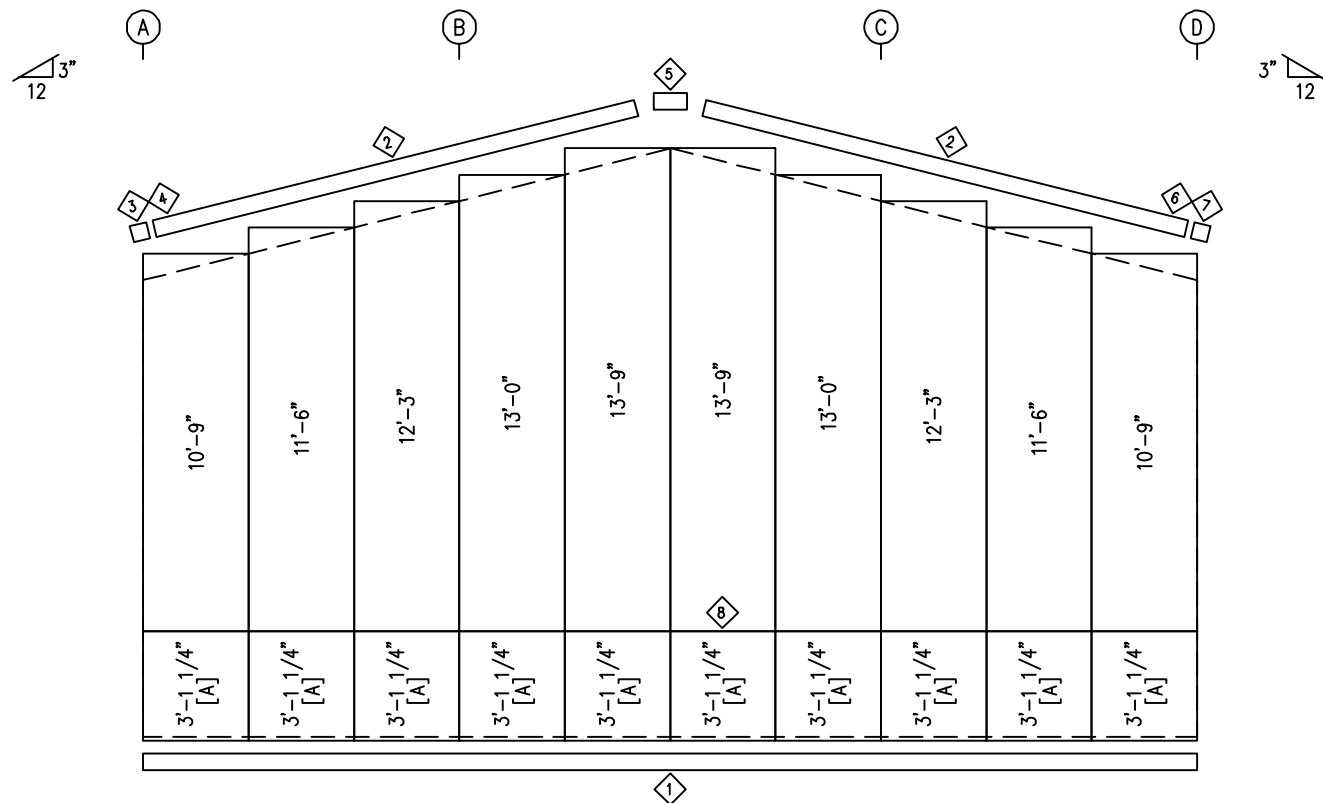 A
B
C
D
3"
12
3"
12
5
2
2
3
4
6
7
10'-9"
11'-6"
12'-3"
13'-0"
13'-9"
13'-9"
13'-0"
12'-3"
11'-6"
10'-9"
8
3'-1 1/4"
[A]
3'-1 1/4"
[A]
3'-1 1/4"
[A]
3'-1 1/4"
[A]
3'-1 1/4"
[A]
3'-1 1/4"
[A]
3'-1 1/4"
[A]
3'-1 1/4"
[A]
3'-1 1/4"
[A]
3'-1 1/4"
[A]
1